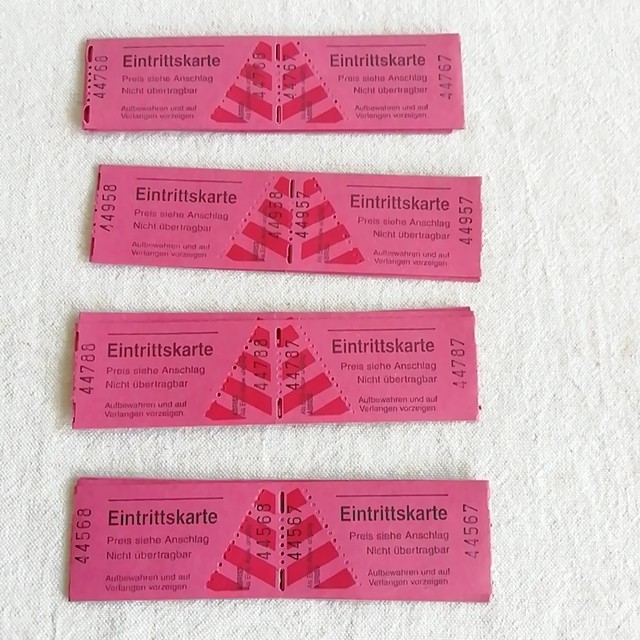 44768
Eintrittskarte
Preis siehe Anschlag
Nicht übertragbar
Aufbewahren und auf
Verlangen vorzeigen.
44768
44767
Eintrittskarte
Preis siehe Anschlag
Nicht übertragbar
Aufbewahren und auf
Verlangen vorzeigen.
44767
44958
Eintrittskarte
Preis siehe Anschlag
Nicht übertragbar
Aufbewahren und auf
Verlangen vorzeigen.
44958
44957
Eintrittskarte
Preis siehe Anschlag
Nicht übertragbar
Aufbewahren und auf
Verlangen vorzeigen.
44957
44788
Eintrittskarte
Preis siehe Anschlag
Nicht übertragbar
Aufbewahren und auf
Verlangen vorzeigen.
44788
44787
Eintrittskarte
Preis siehe Anschlag
Nicht übertragbar
Aufbewahren und auf
Verlangen vorzeigen.
44787
44568
Eintrittskarte
Preis siehe Anschlag
Nicht übertragbar
Aufbewahren und auf
Verlangen vorzeigen.
44568
44567
Eintrittskarte
Preis siehe Anschlag
Nicht übertragbar
Aufbewahren und auf
Verlangen vorzeigen.
44567